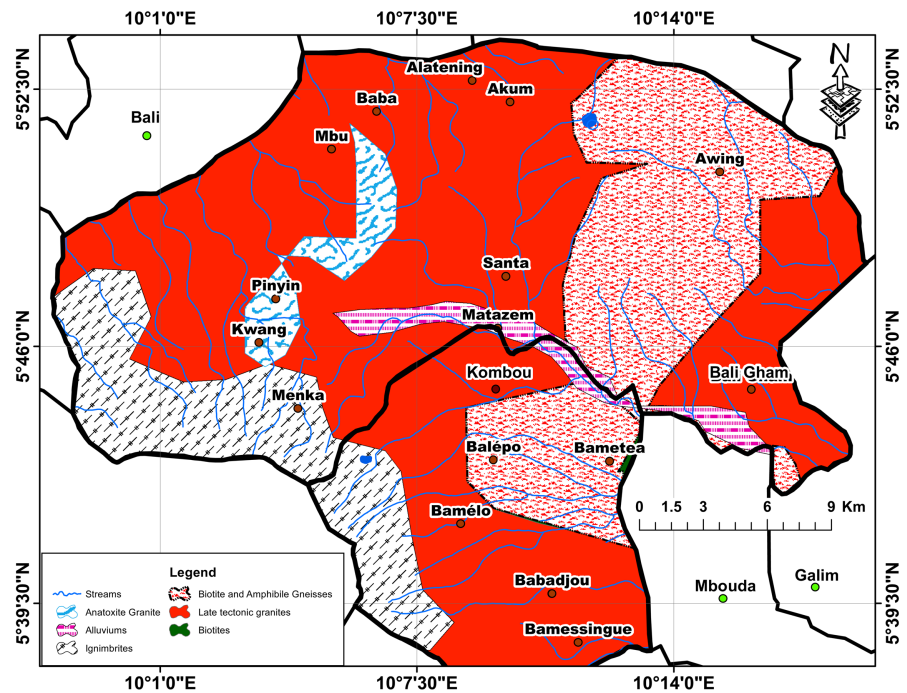 10°1'0"E 10°7'30"E 10°14'0"E
N
5°52'30"N 5°52'30"N
Alatening
Akum
Baba
Bali
Mbu
Awing
Santa
Pinyin
Matazem
Kwang
5°46'0"N 5°46'0"N
Kombou
Bali Gham
Menka
Balépo
Bametea
0 1.5 3 6 9 Km
Bamélo
Legend
Streams
Anatoxite Granite
Alluviums
Ignimbrites
Biotite and Amphibile Gneisses
Late tectonic granites
Biotites
Babadjou
Mbouda
Galim
5°39'30"N 5°39'30"N
Bamessingue
10°1'0"E 10°7'30"E 10°14'0"E